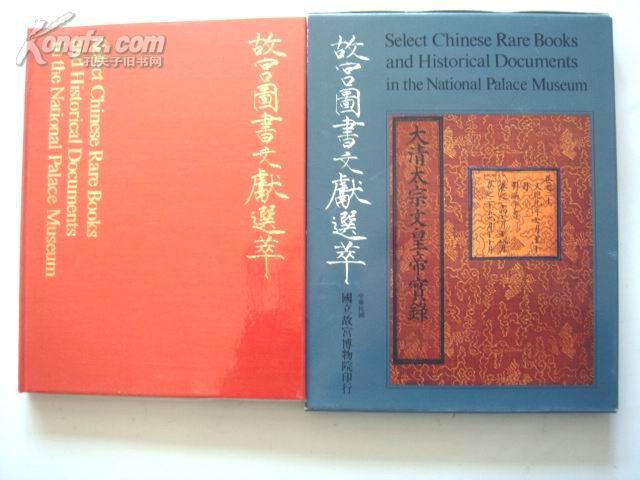 Kongfz.com
孔夫子旧书网
Select Chinese Rare Books
and Historical Documents
in the National Palace Museum
故宮圖書文獻選萃
故宮圖書文獻選萃
中華民國
國立故宮博物院印行
Select Chinese Rare Books
and Historical Documents
in the National Palace Museum
大清太宗文皇帝實錄